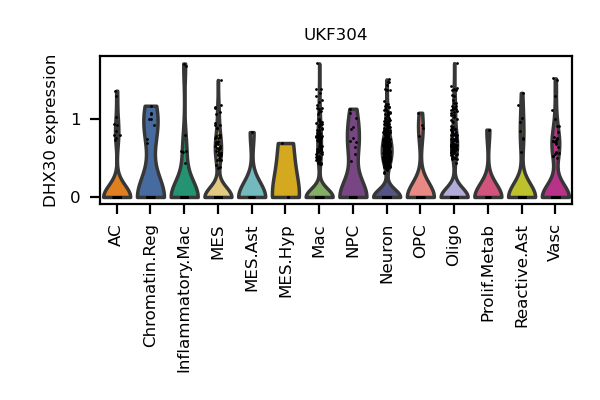 UKF304
DHX30 expression
1
0
AC
Chromatin.Reg
Inflammatory.Mac
MES
MES.Ast
MES.Hyp
Mac
NPC
Neuron
OPC
Oligo
Prolif.Metab
Reactive.Ast
Vasc